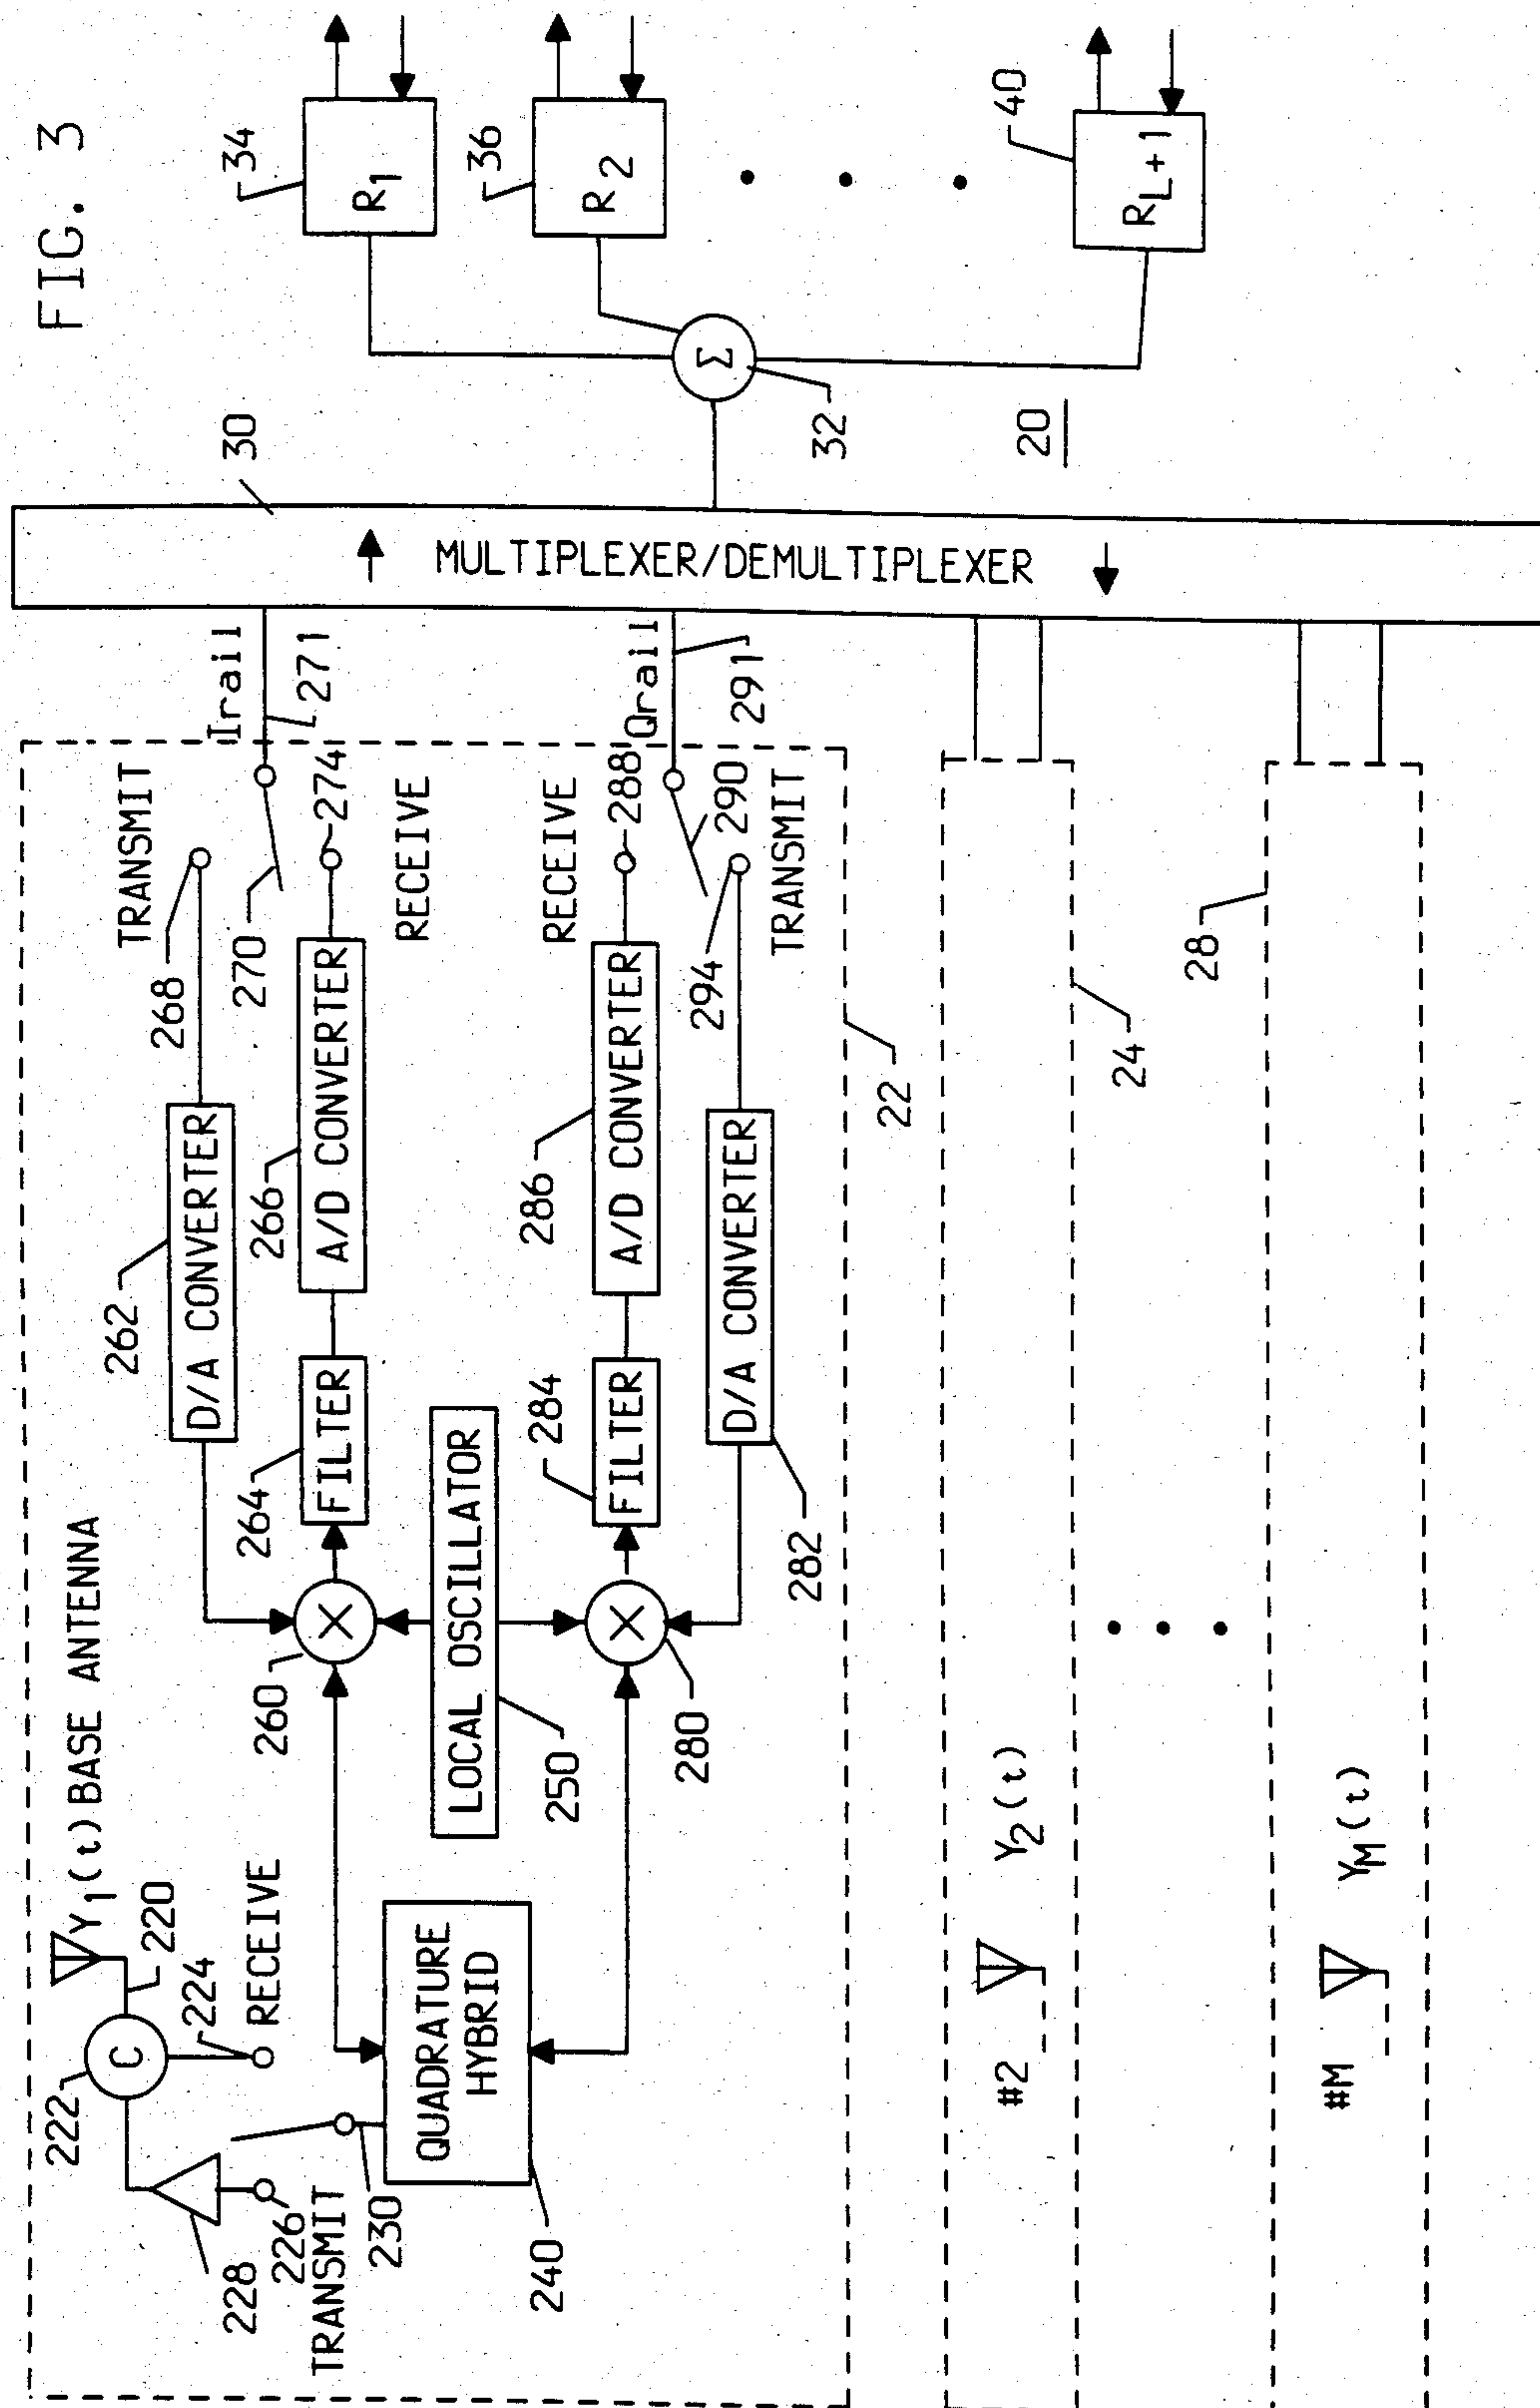 FIG. 3
Y1(t) BASE ANTENNA
220
222
C
224
RECEIVE
228
226
TRANSMIT
230
240
QUADRATURE
HYBRID
260
LOCAL OSCILLATOR
250
280
262
D/A CONVERTER
268
TRANSMIT
264
FILTER
266
A/D CONVERTER
270
274
RECEIVE
Irail
271
284
FILTER
286
A/D CONVERTER
288
RECEIVE
Qrail
291
290
294
TRANSMIT
D/A CONVERTER
282
22
#2
Y2(t)
24
#M
YM(t)
28
30
MULTIPLEXER/DEMULTIPLEXER
Σ
32
20
34
R1
36
R2
40
RL+1